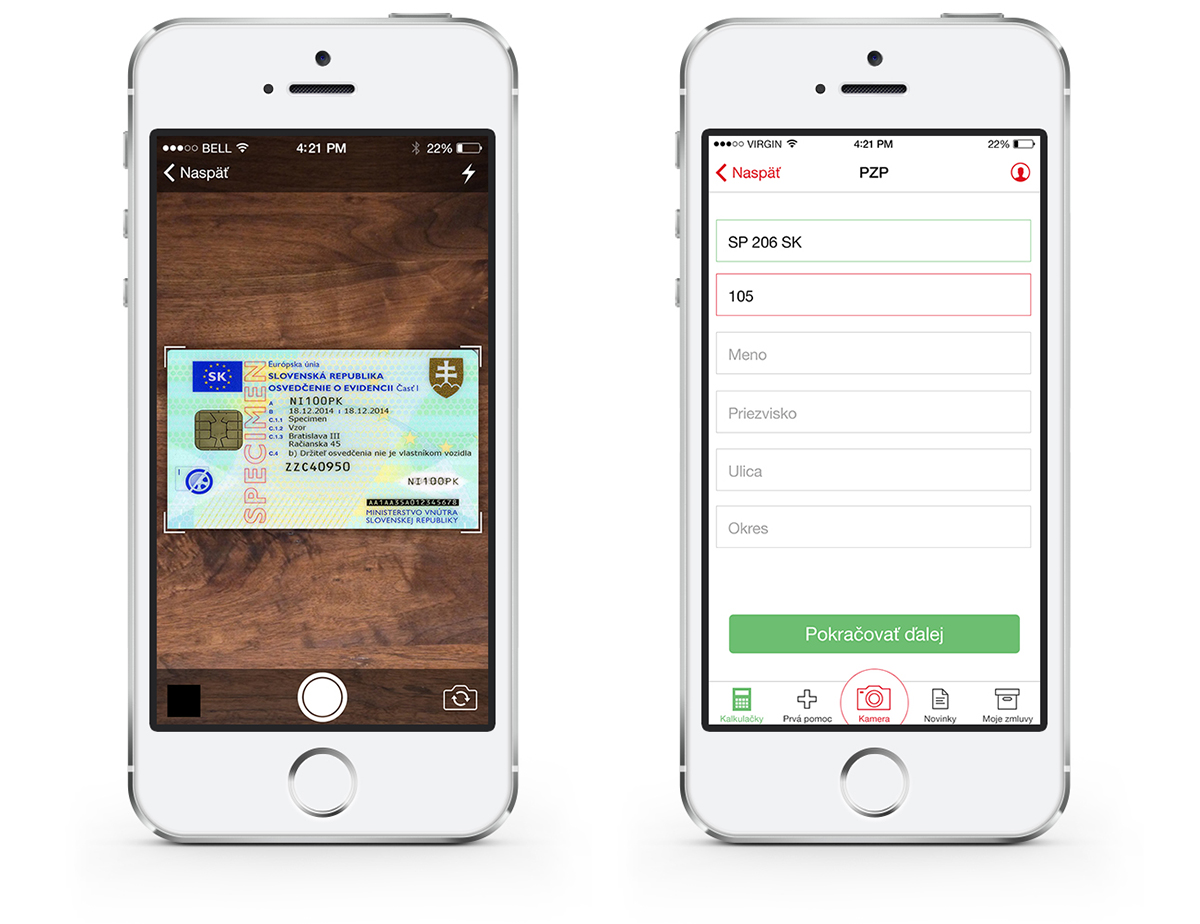 BELL
4:21 PM
22%
Naspäť
Európska únia
SK
SLOVENSKÁ REPUBLIKA
OSVEDČENIE O EVIDENCII Časť I
A NI100PK
B 18.12.2014 I 18.12.2014
C.1.1 Specimen
C.1.2 Vzor
C.1.3 Bratislava III
Račianska 45
C.4 b) Držiteľ osvedčenia nie je vlastníkom vozidla
ZZC40950
I
NI100PK
AA1AA35A012345678
MINISTERSTVO VNÚTRA
SLOVENSKEJ REPUBLIKY
SPECIMEN
VIRGIN
4:21 PM
22%
Naspäť
PZP
SP 206 SK
105
Meno
Priezvisko
Ulica
Okres
Pokračovať ďalej
Kalkulačky
Prvá pomoc
Kamera
Novinky
Moje zmluvy